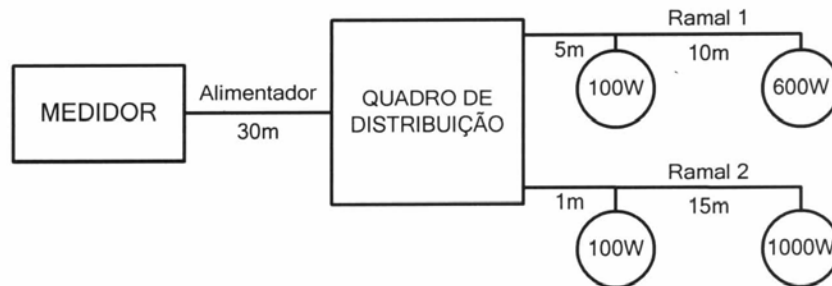 MEDIDOR
Alimentador
30m
QUADRO DE
DISTRIBUIÇÃO
Ramal 1
5m
10m
100W
600W
Ramal 2
1m
15m
100W
1000W